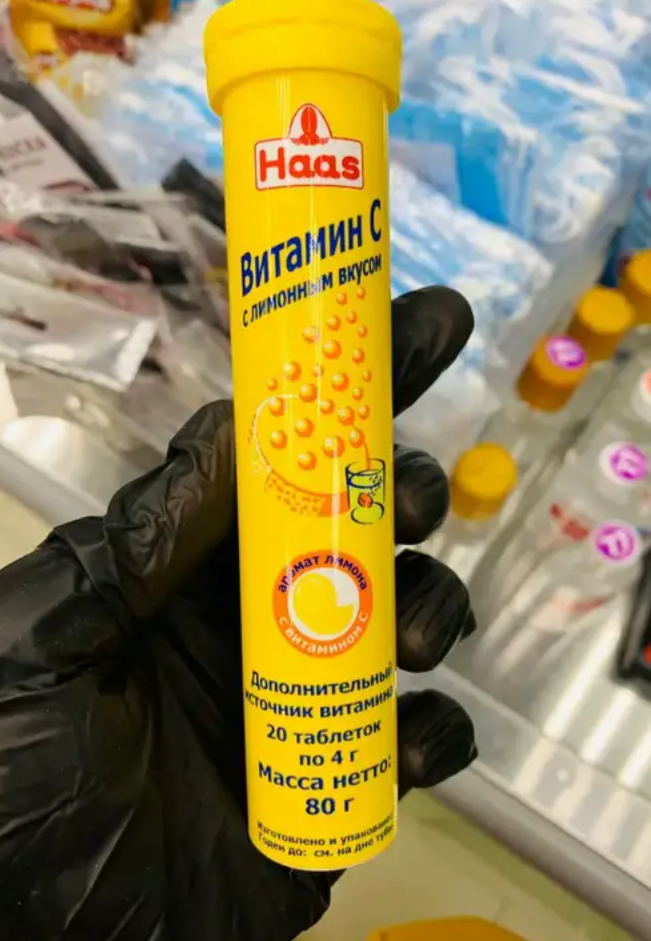 Haas
Витамин С
с лимонным вкусом
аромат лимона
с витамином С
Дополнительный
источник витамино
20 таблеток
по 4 г
Масса нетто:
80 г
Изготовлено и упаковано:
Годен до: см. на дне тубы